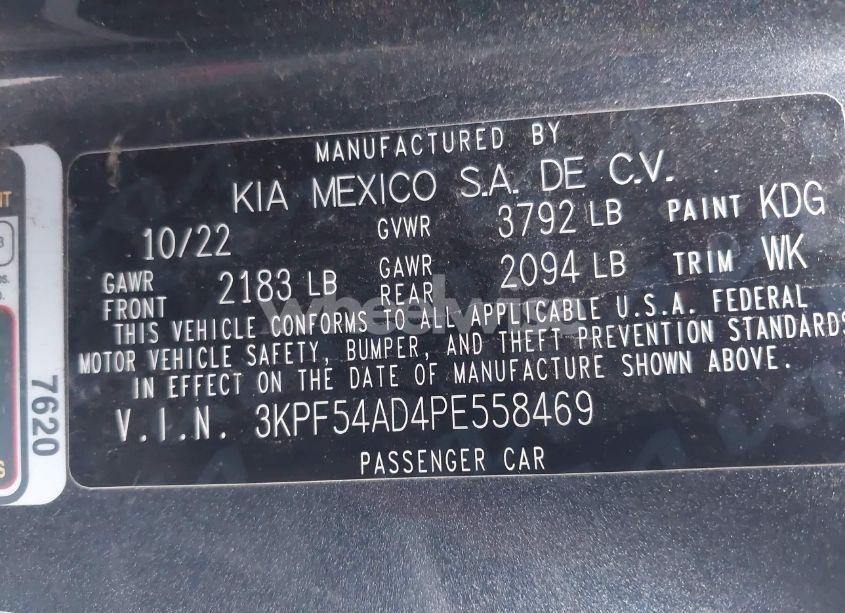 MANUFACTURED BY
KIA MEXICO S.A. DE C.V.
10/22 GVWR 3792 LB PAINT KDG
GAWR FRONT 2183 LB GAWR REAR 2094 LB TRIM WK
THIS VEHICLE CONFORMS TO ALL APPLICABLE U.S.A. FEDERAL
MOTOR VEHICLE SAFETY, BUMPER, AND THEFT PREVENTION STANDARDS
IN EFFECT ON THE DATE OF MANUFACTURE SHOWN ABOVE.
V.I.N. 3KPF54AD4PE558469
PASSENGER CAR
7620
wheelwise